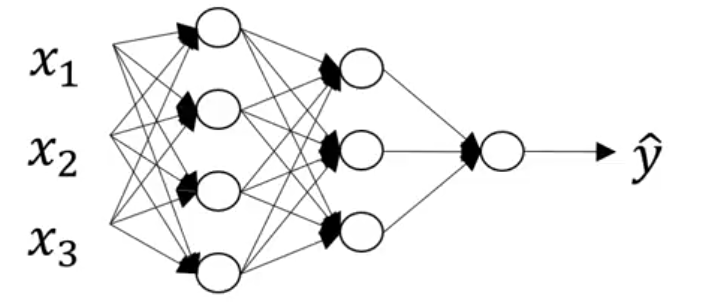 x₁
x₂
ŷ
x₃